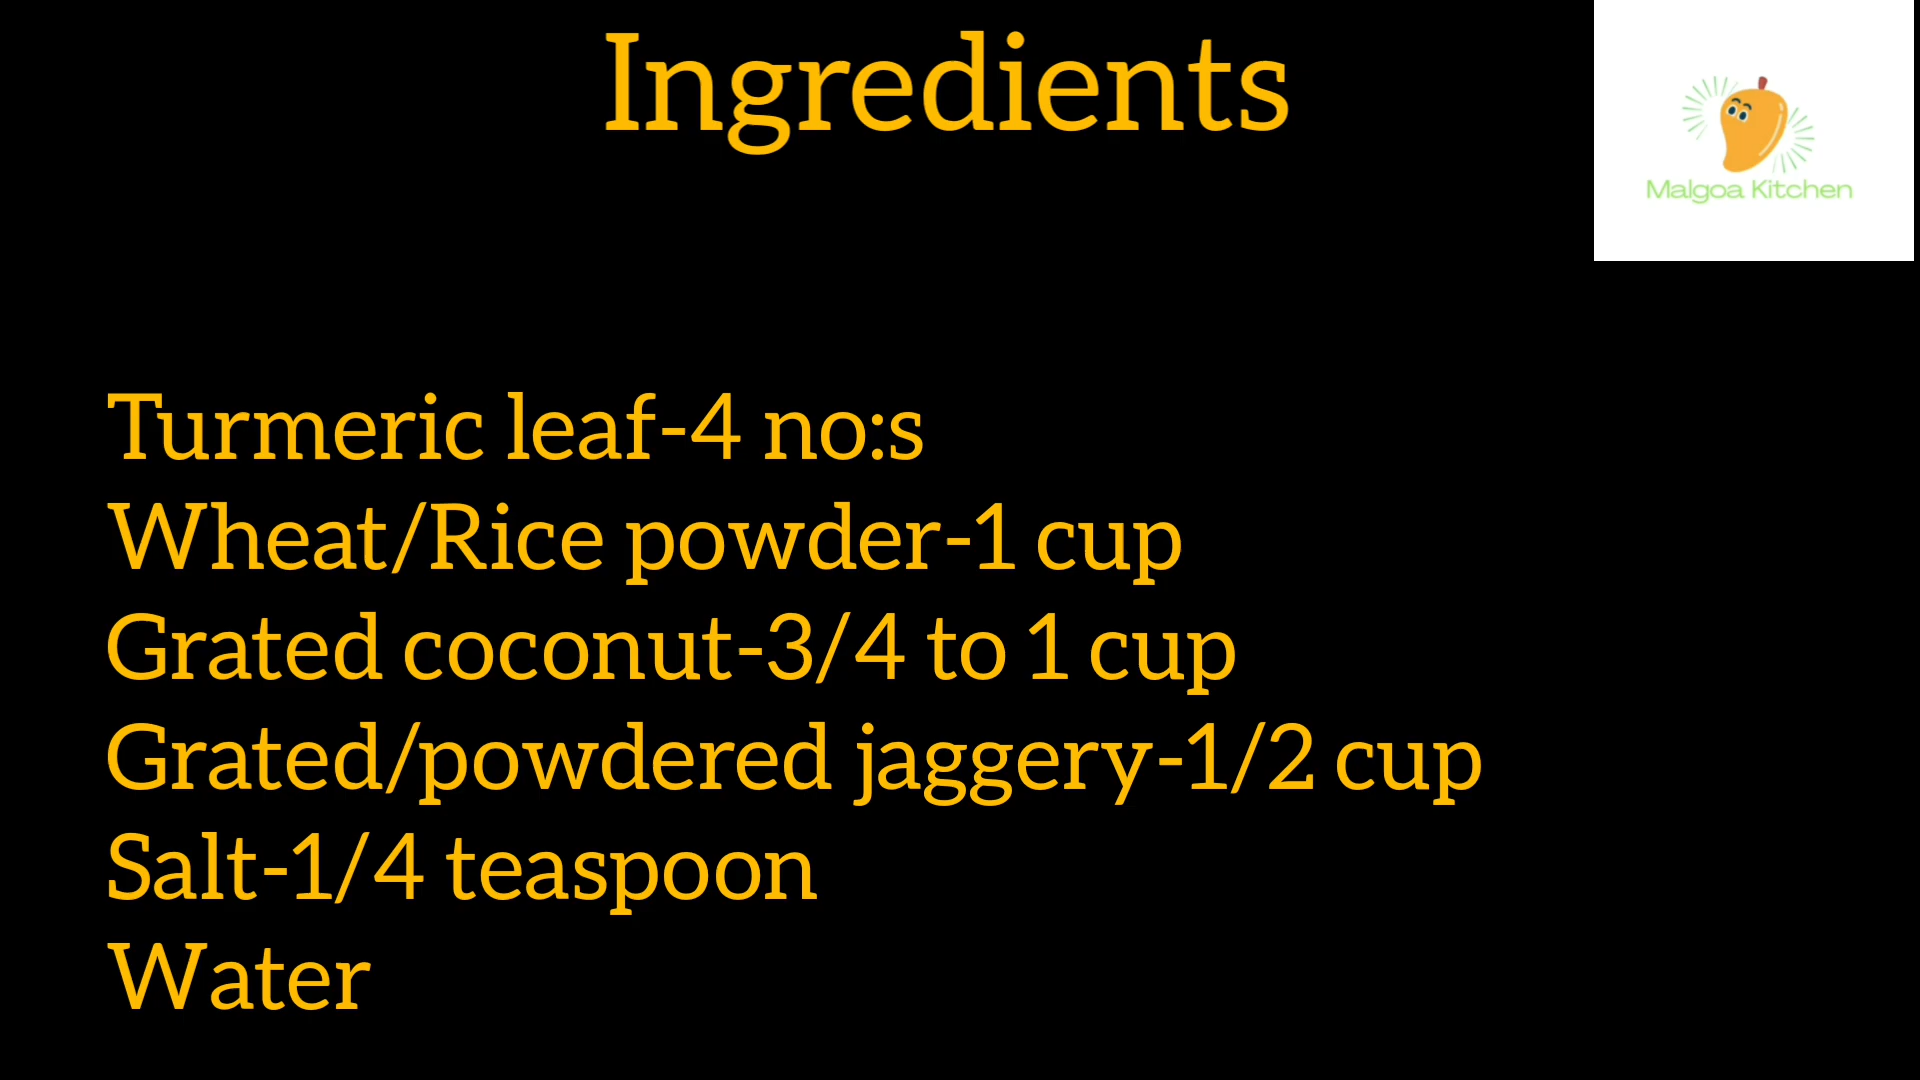 Ingredients
Malgoa Kitchen
Turmeric leaf-4 no:s
Wheat/Rice powder-1 cup
Grated coconut-3/4 to 1 cup
Grated/powdered jaggery-1/2 cup
Salt-1/4 teaspoon
Water